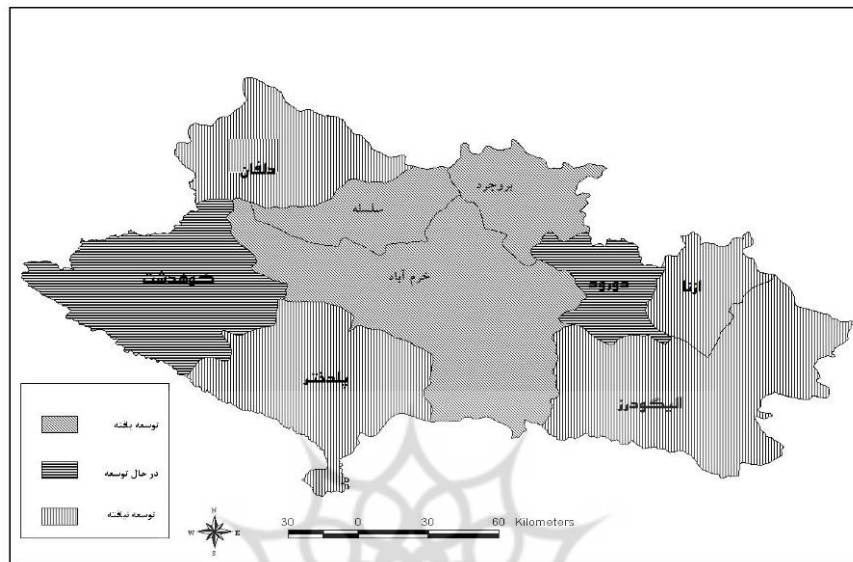 دلفان
بروجرد
سلسله
خرم آباد
کوهدشت
دورود
ازنا
پلدختر
الیگودرز
توسعه یافته
در حال توسعه
توسعه نیافته
N
W E
S
30 0 30 60 Kilometers